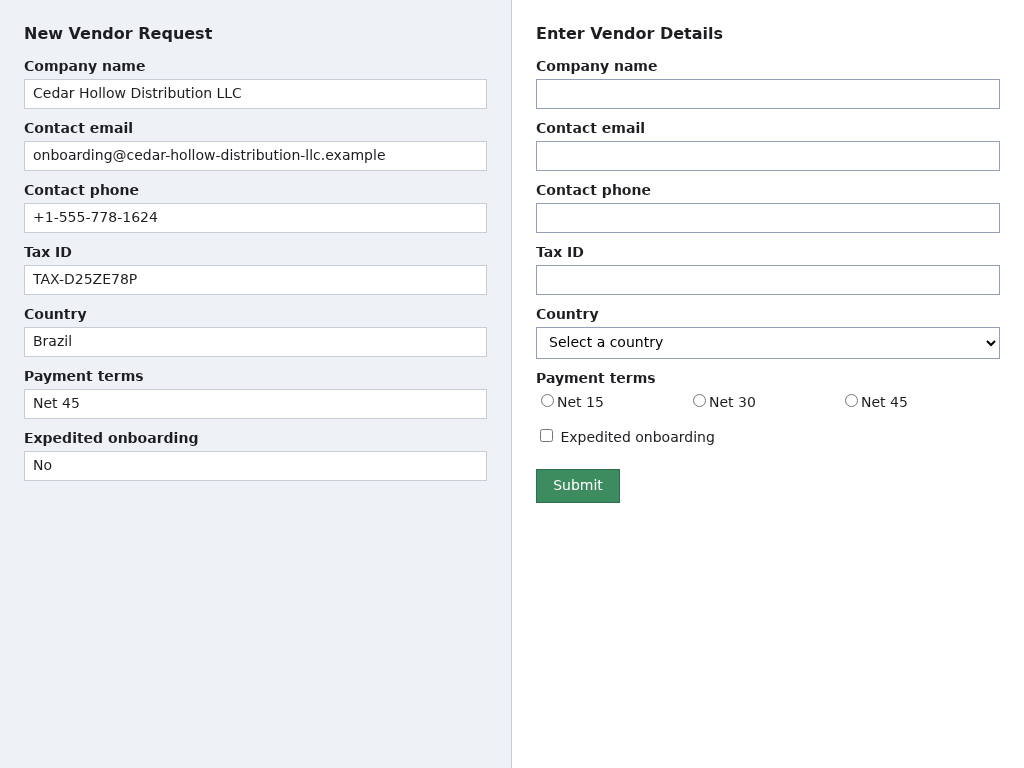 New Vendor Request
Company name
Cedar Hollow Distribution LLC
Contact email
onboarding@cedar-hollow-distribution-llc.example
Contact phone
+1-555-778-1624
Tax ID
TAX-D25ZE78P
Country
Brazil
Payment terms
Net 45
Expedited onboarding
No
Enter Vendor Details
Company name
Contact email
Contact phone
Tax ID
Country
Select a country
Payment terms
Net 15 Net 30 Net 45
Expedited onboarding
Submit